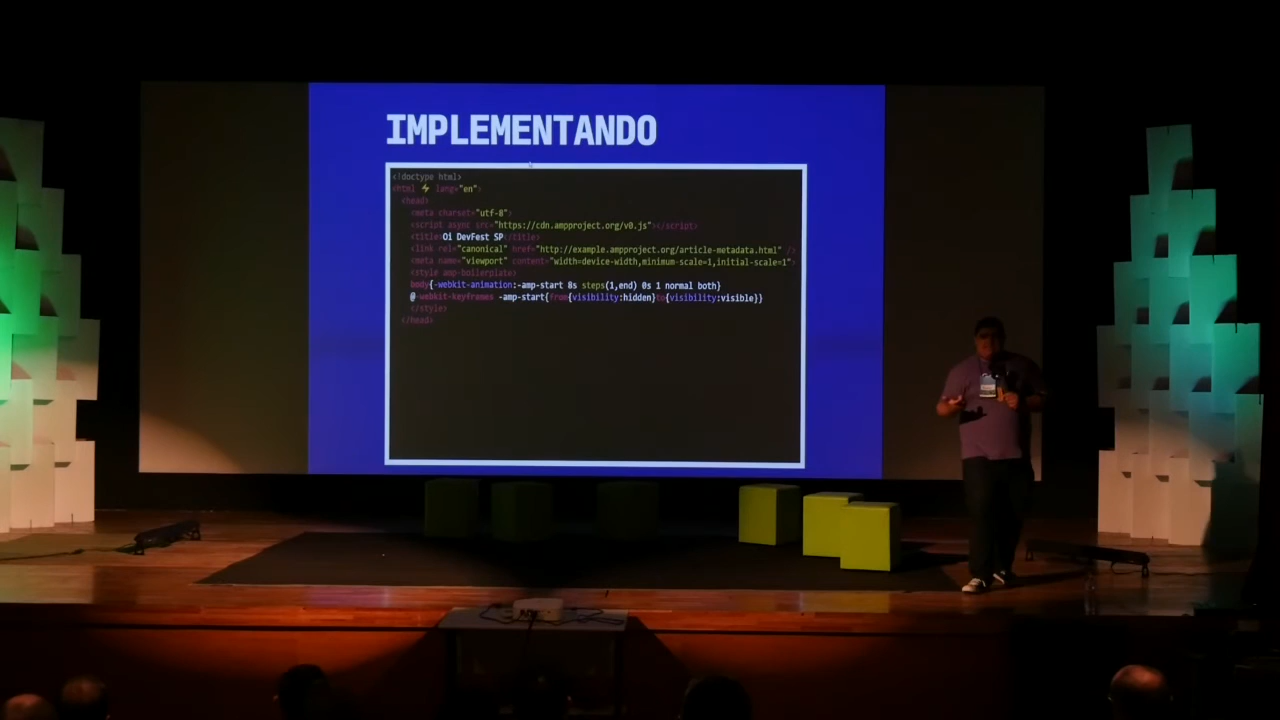 IMPLEMENTANDO
<!doctype html>
<html ⚡ lang="en">
<head>
<meta charset="utf-8">
<script async src="https://cdn.ampproject.org/v0.js"></script>
<title>Oi DevFest SP</title>
<link rel="canonical" href="http://example.ampproject.org/article-metadata.html" />
<meta name="viewport" content="width=device-width,minimum-scale=1,initial-scale=1">
<style amp-boilerplate>
body{-webkit-animation:-amp-start 8s steps(1,end) 0s 1 normal both}
@-webkit-keyframes -amp-start{from{visibility:hidden}to{visibility:visible}}
</style>
</head>